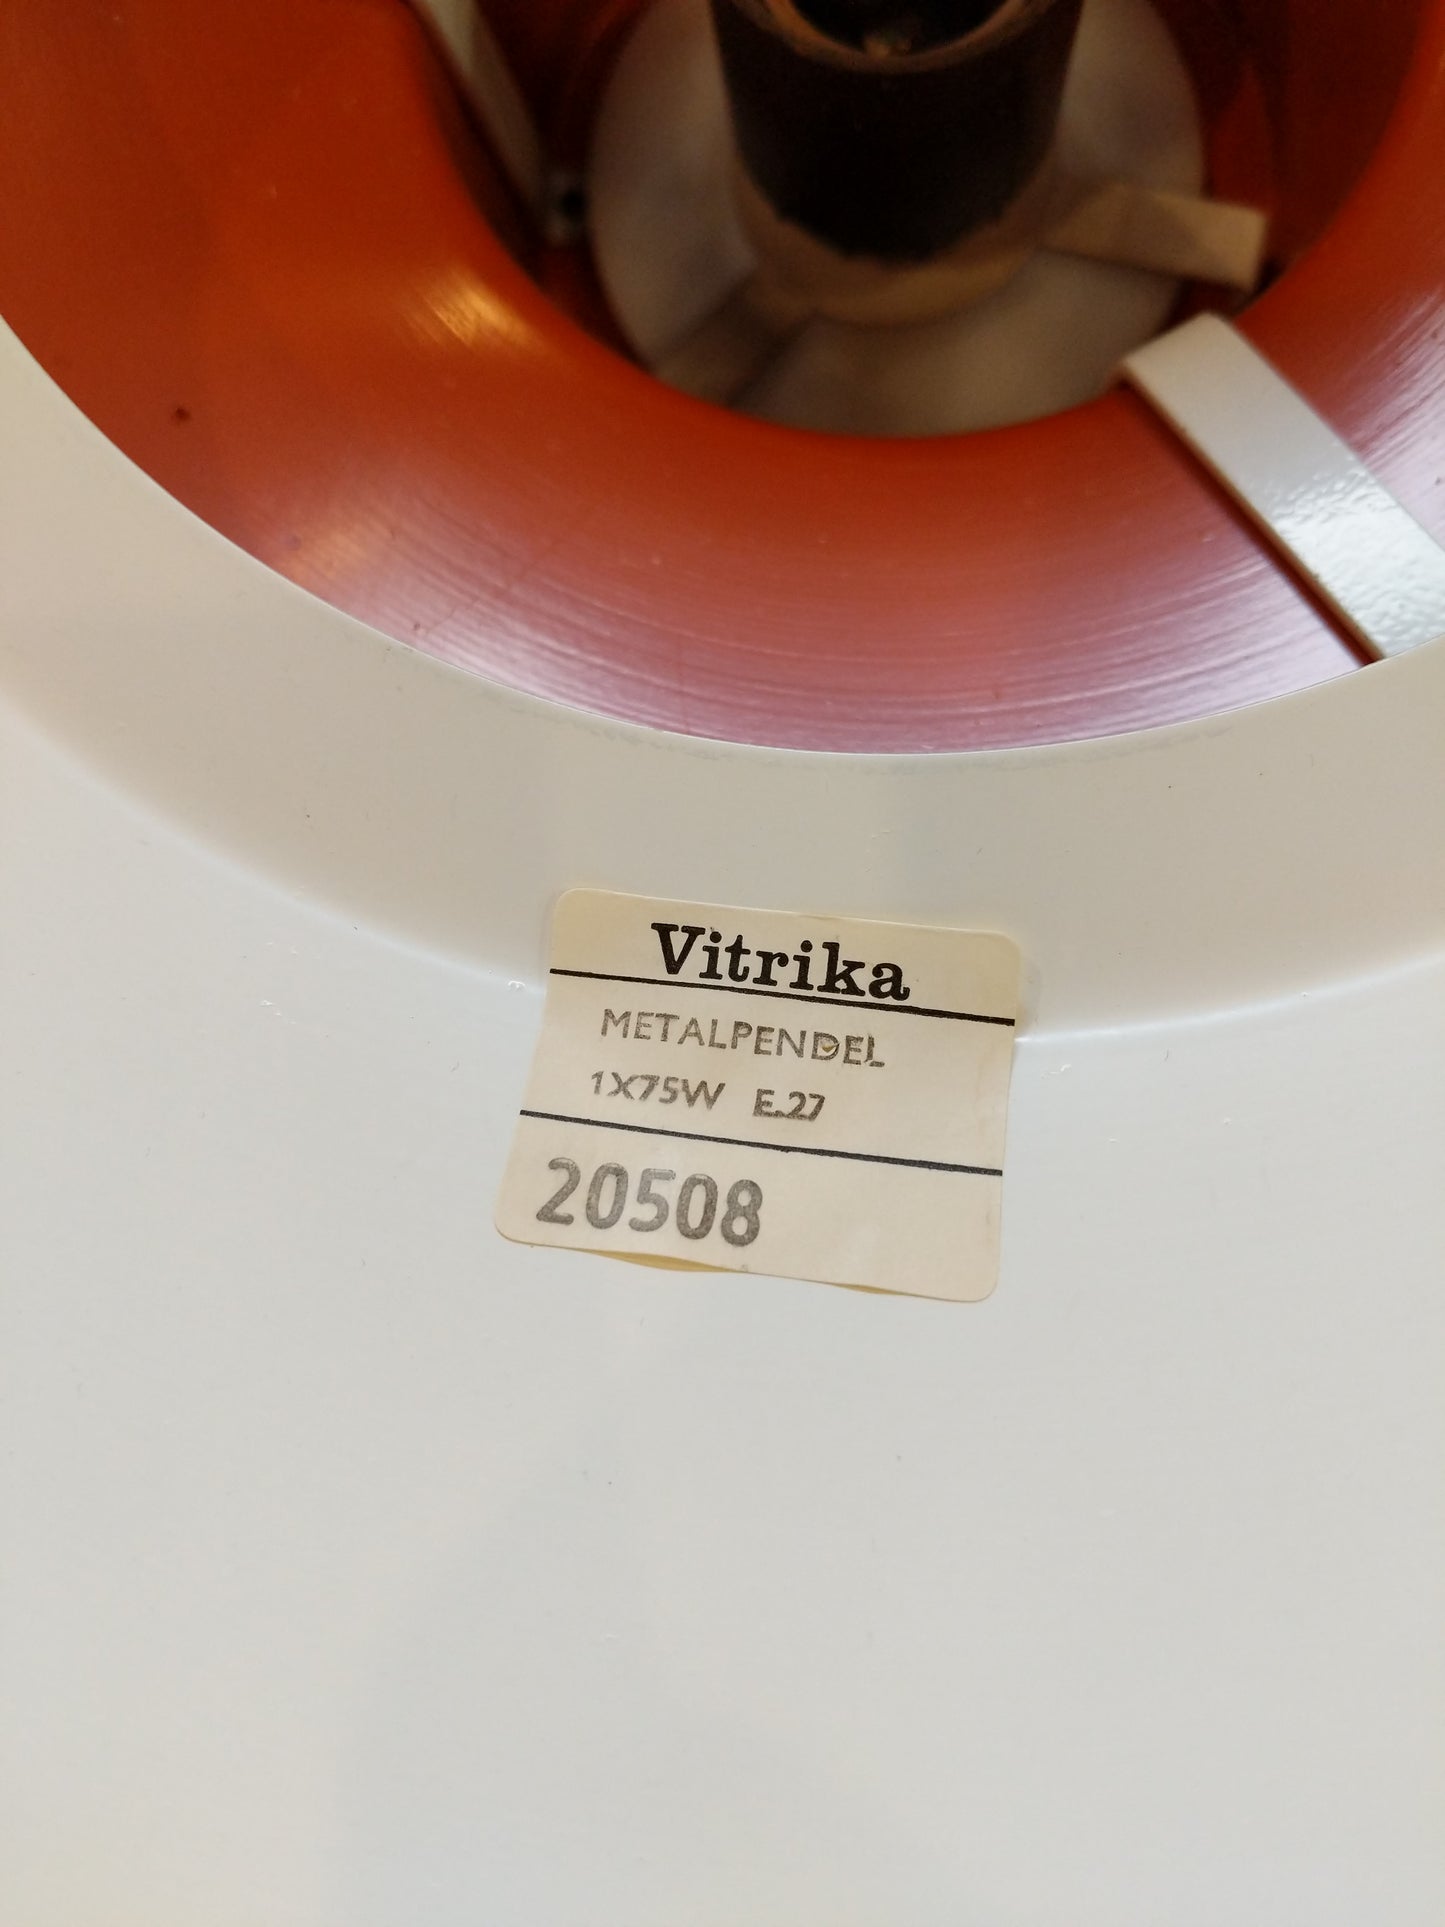 Vitrika
METALPENDEL
1X75W E.27
20508